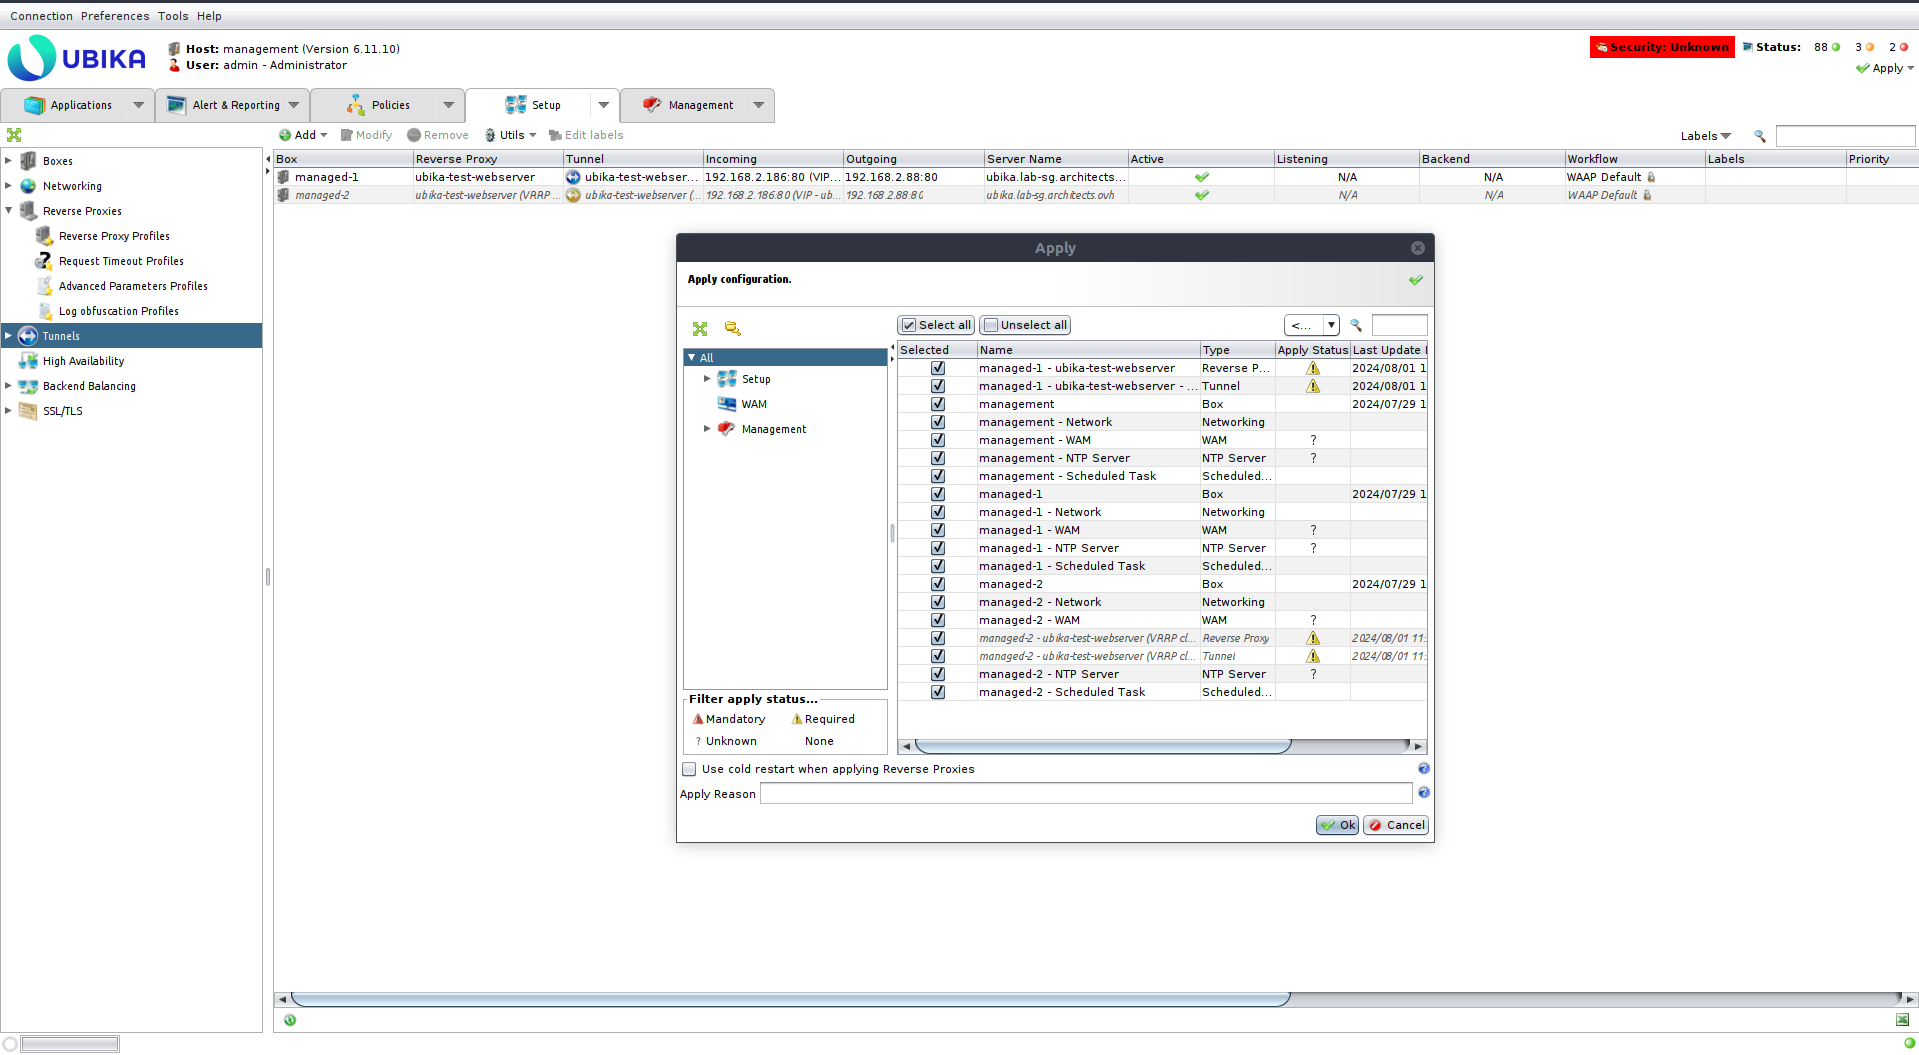 Connection Preferences Tools Help
UBIKA
Host: management (Version 6.11.10)
User: admin - Administrator
Security: Unknown Status: 88 3 2
Apply
Applications Alert & Reporting Policies Setup Management
Add Modify Remove Utils Edit labels Labels
Boxes
Networking
Reverse Proxies
Reverse Proxy Profiles
Request Timeout Profiles
Advanced Parameters Profiles
Log obfuscation Profiles
Tunnels
High Availability
Backend Balancing
SSL/TLS
Box Reverse Proxy Tunnel Incoming Outgoing Server Name Active Listening Backend Workflow Labels Priority
managed-1 ubika-test-webserver ubika-test-webser... 192.168.2.186:80 (VIP... 192.168.2.88:80 ubika.lab-sg.architects... N/A N/A WAAP Default
managed-2 ubika-test-webserver (VRRP ... ubika-test-webserver (... 192.168.2.186:80 (VIP - ub... 192.168.2.88:80 ubika.lab-sg.architects.ovh N/A N/A WAAP Default
Apply
Apply configuration.
Select all Unselect all <...
All
Setup
WAM
Management
Selected Name Type Apply Status Last Update
managed-1 - ubika-test-webserver Reverse P... 2024/08/01 1
managed-1 - ubika-test-webserver - ... Tunnel 2024/08/01 1
management Box 2024/07/29 1
management - Network Networking
management - WAM WAM ?
management - NTP Server NTP Server ?
management - Scheduled Task Scheduled...
managed-1 Box 2024/07/29 1
managed-1 - Network Networking
managed-1 - WAM WAM ?
managed-1 - NTP Server NTP Server ?
managed-1 - Scheduled Task Scheduled...
managed-2 Box 2024/07/29 1
managed-2 - Network Networking
managed-2 - WAM WAM ?
managed-2 - ubika-test-webserver (VRRP cl... Reverse Proxy 2024/08/01 11:
managed-2 - ubika-test-webserver (VRRP cl... Tunnel 2024/08/01 11:
managed-2 - NTP Server NTP Server ?
managed-2 - Scheduled Task Scheduled...
Filter apply status...
Mandatory Required
? Unknown None
Use cold restart when applying Reverse Proxies
Apply Reason
Ok Cancel